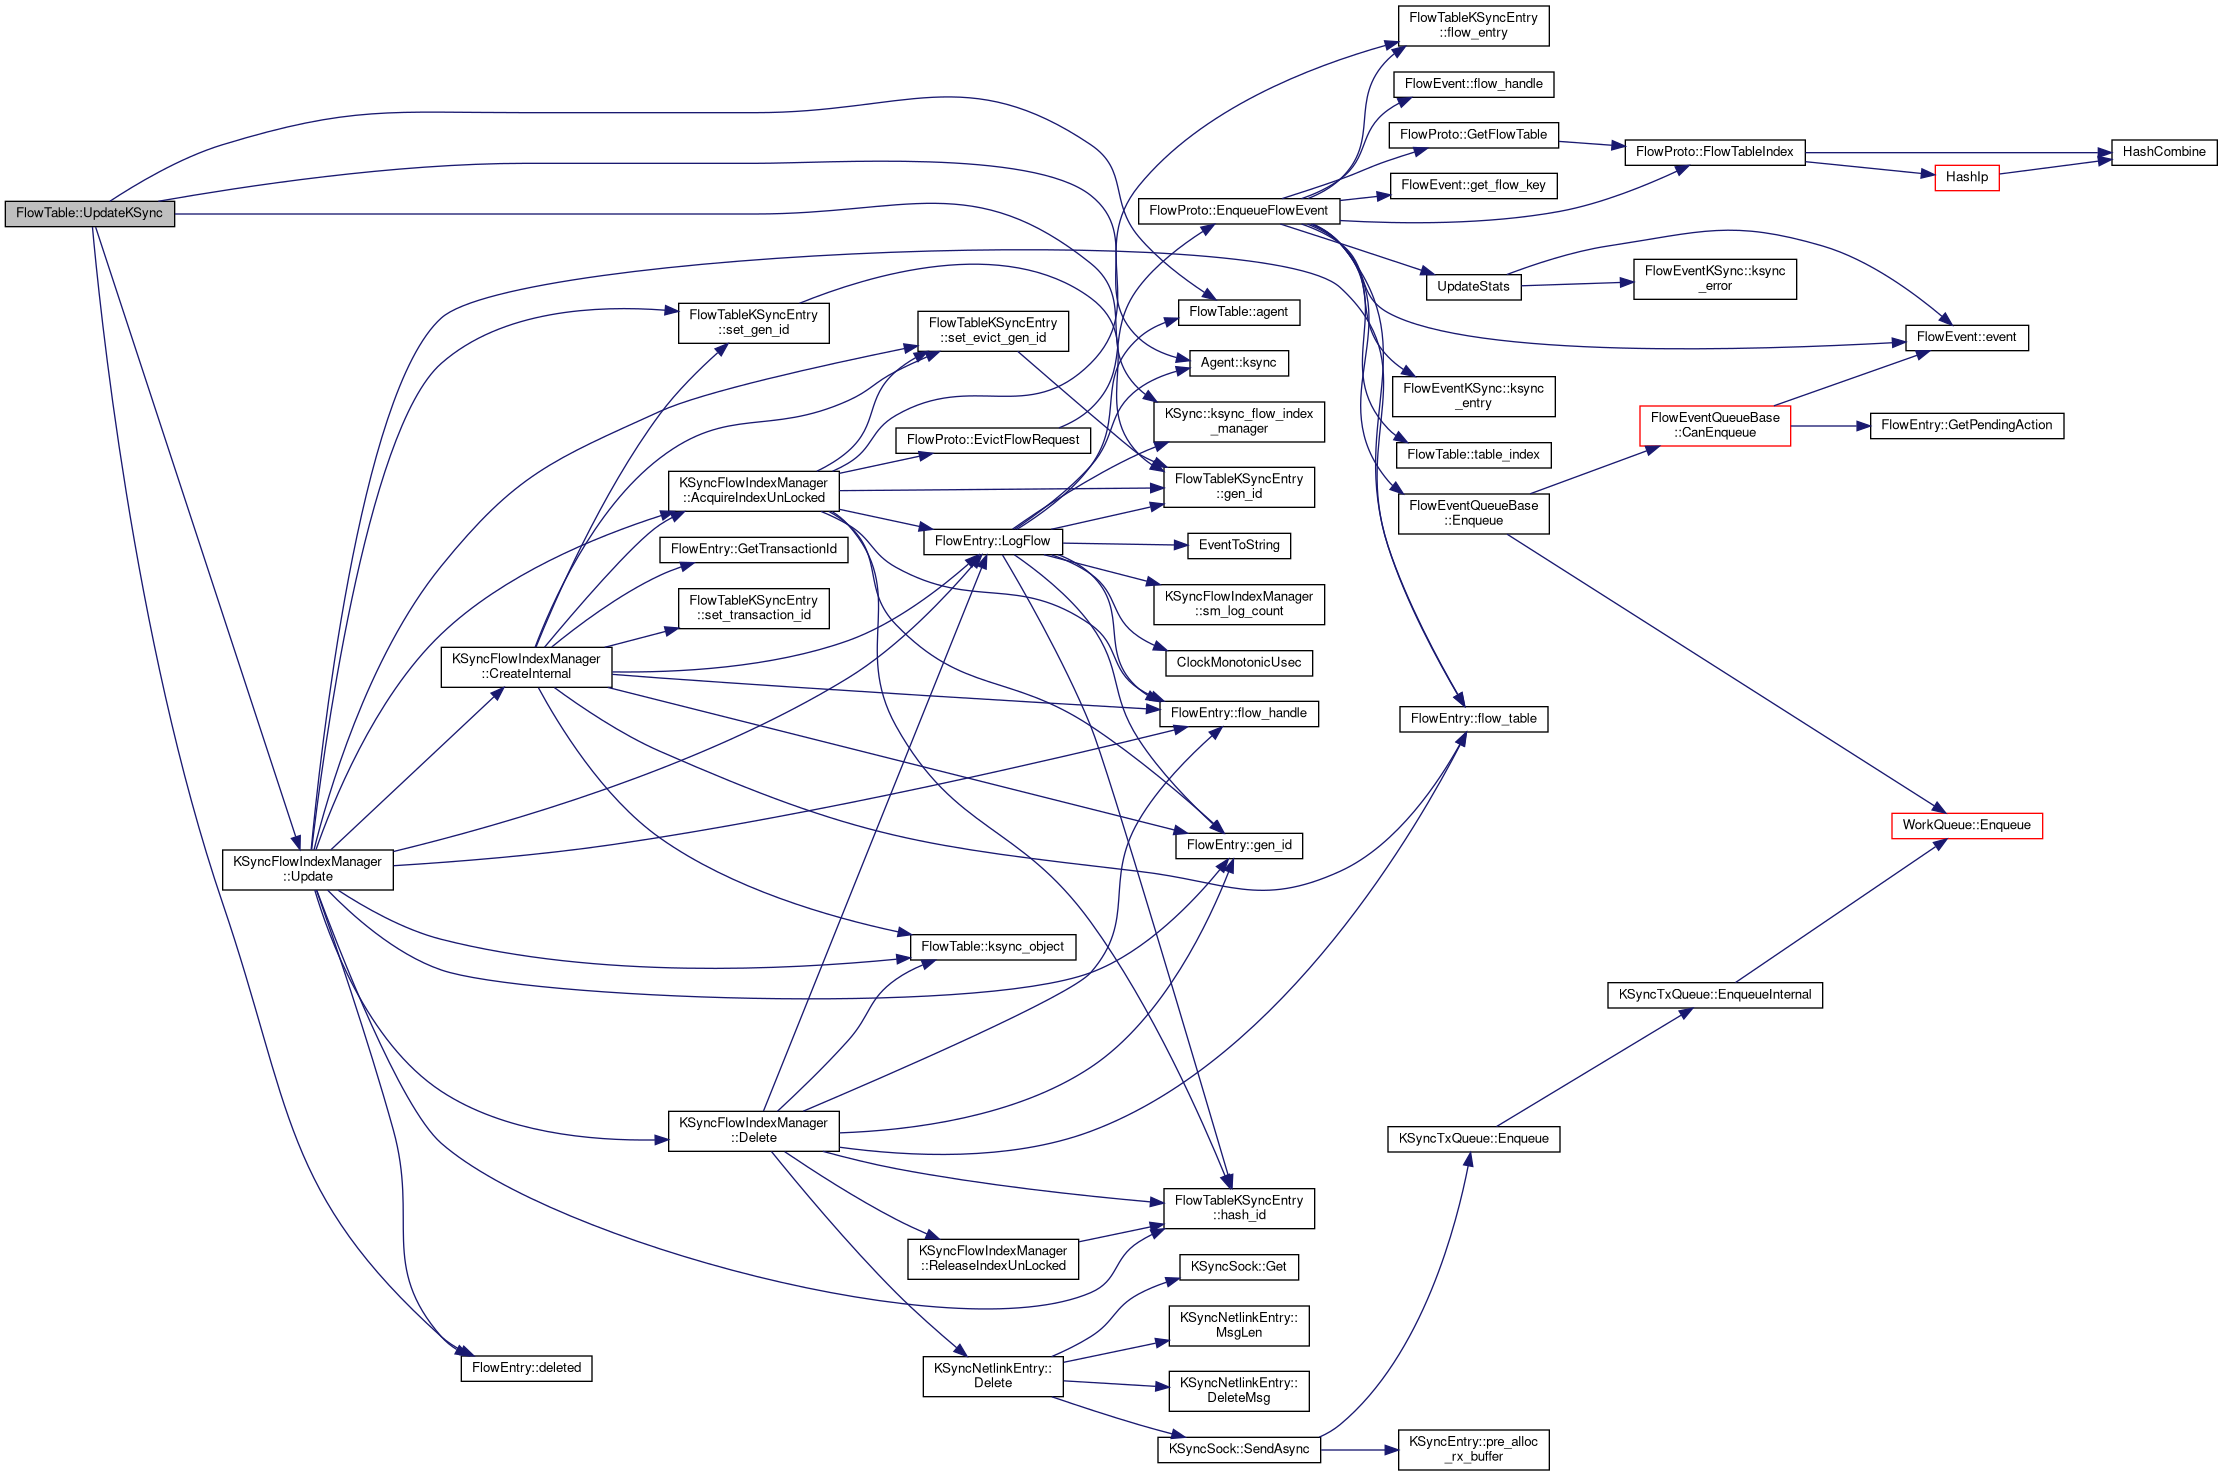 FlowTable::UpdateKSync
KSyncFlowIndexManager
::Update
KSyncFlowIndexManager
::CreateInternal
FlowEntry::deleted
FlowTableKSyncEntry
::set_gen_id
KSyncFlowIndexManager
::AcquireIndexUnLocked
FlowEntry::GetTransactionId
FlowTableKSyncEntry
::set_transaction_id
KSyncFlowIndexManager
::Delete
FlowTableKSyncEntry
::set_evict_gen_id
FlowProto::EvictFlowRequest
FlowEntry::LogFlow
FlowTable::ksync_object
KSyncFlowIndexManager
::ReleaseIndexUnLocked
KSyncNetlinkEntry::
Delete
FlowProto::EnqueueFlowEvent
FlowTable::agent
Agent::ksync
KSync::ksync_flow_index
_manager
FlowTableKSyncEntry
::gen_id
EventToString
KSyncFlowIndexManager
::sm_log_count
ClockMonotonicUsec
FlowEntry::flow_handle
FlowEntry::gen_id
FlowTableKSyncEntry
::hash_id
KSyncSock::Get
KSyncNetlinkEntry::
MsgLen
KSyncNetlinkEntry::
DeleteMsg
KSyncSock::SendAsync
FlowTableKSyncEntry
::flow_entry
FlowEvent::flow_handle
FlowProto::GetFlowTable
FlowEvent::get_flow_key
UpdateStats
FlowEventKSync::ksync
_entry
FlowTable::table_index
FlowEventQueueBase
::Enqueue
FlowEntry::flow_table
KSyncTxQueue::Enqueue
KSyncEntry::pre_alloc
_rx_buffer
FlowProto::FlowTableIndex
FlowEventKSync::ksync
_error
FlowEventQueueBase
::CanEnqueue
KSyncTxQueue::EnqueueInternal
HashIp
FlowEvent::event
FlowEntry::GetPendingAction
WorkQueue::Enqueue
HashCombine